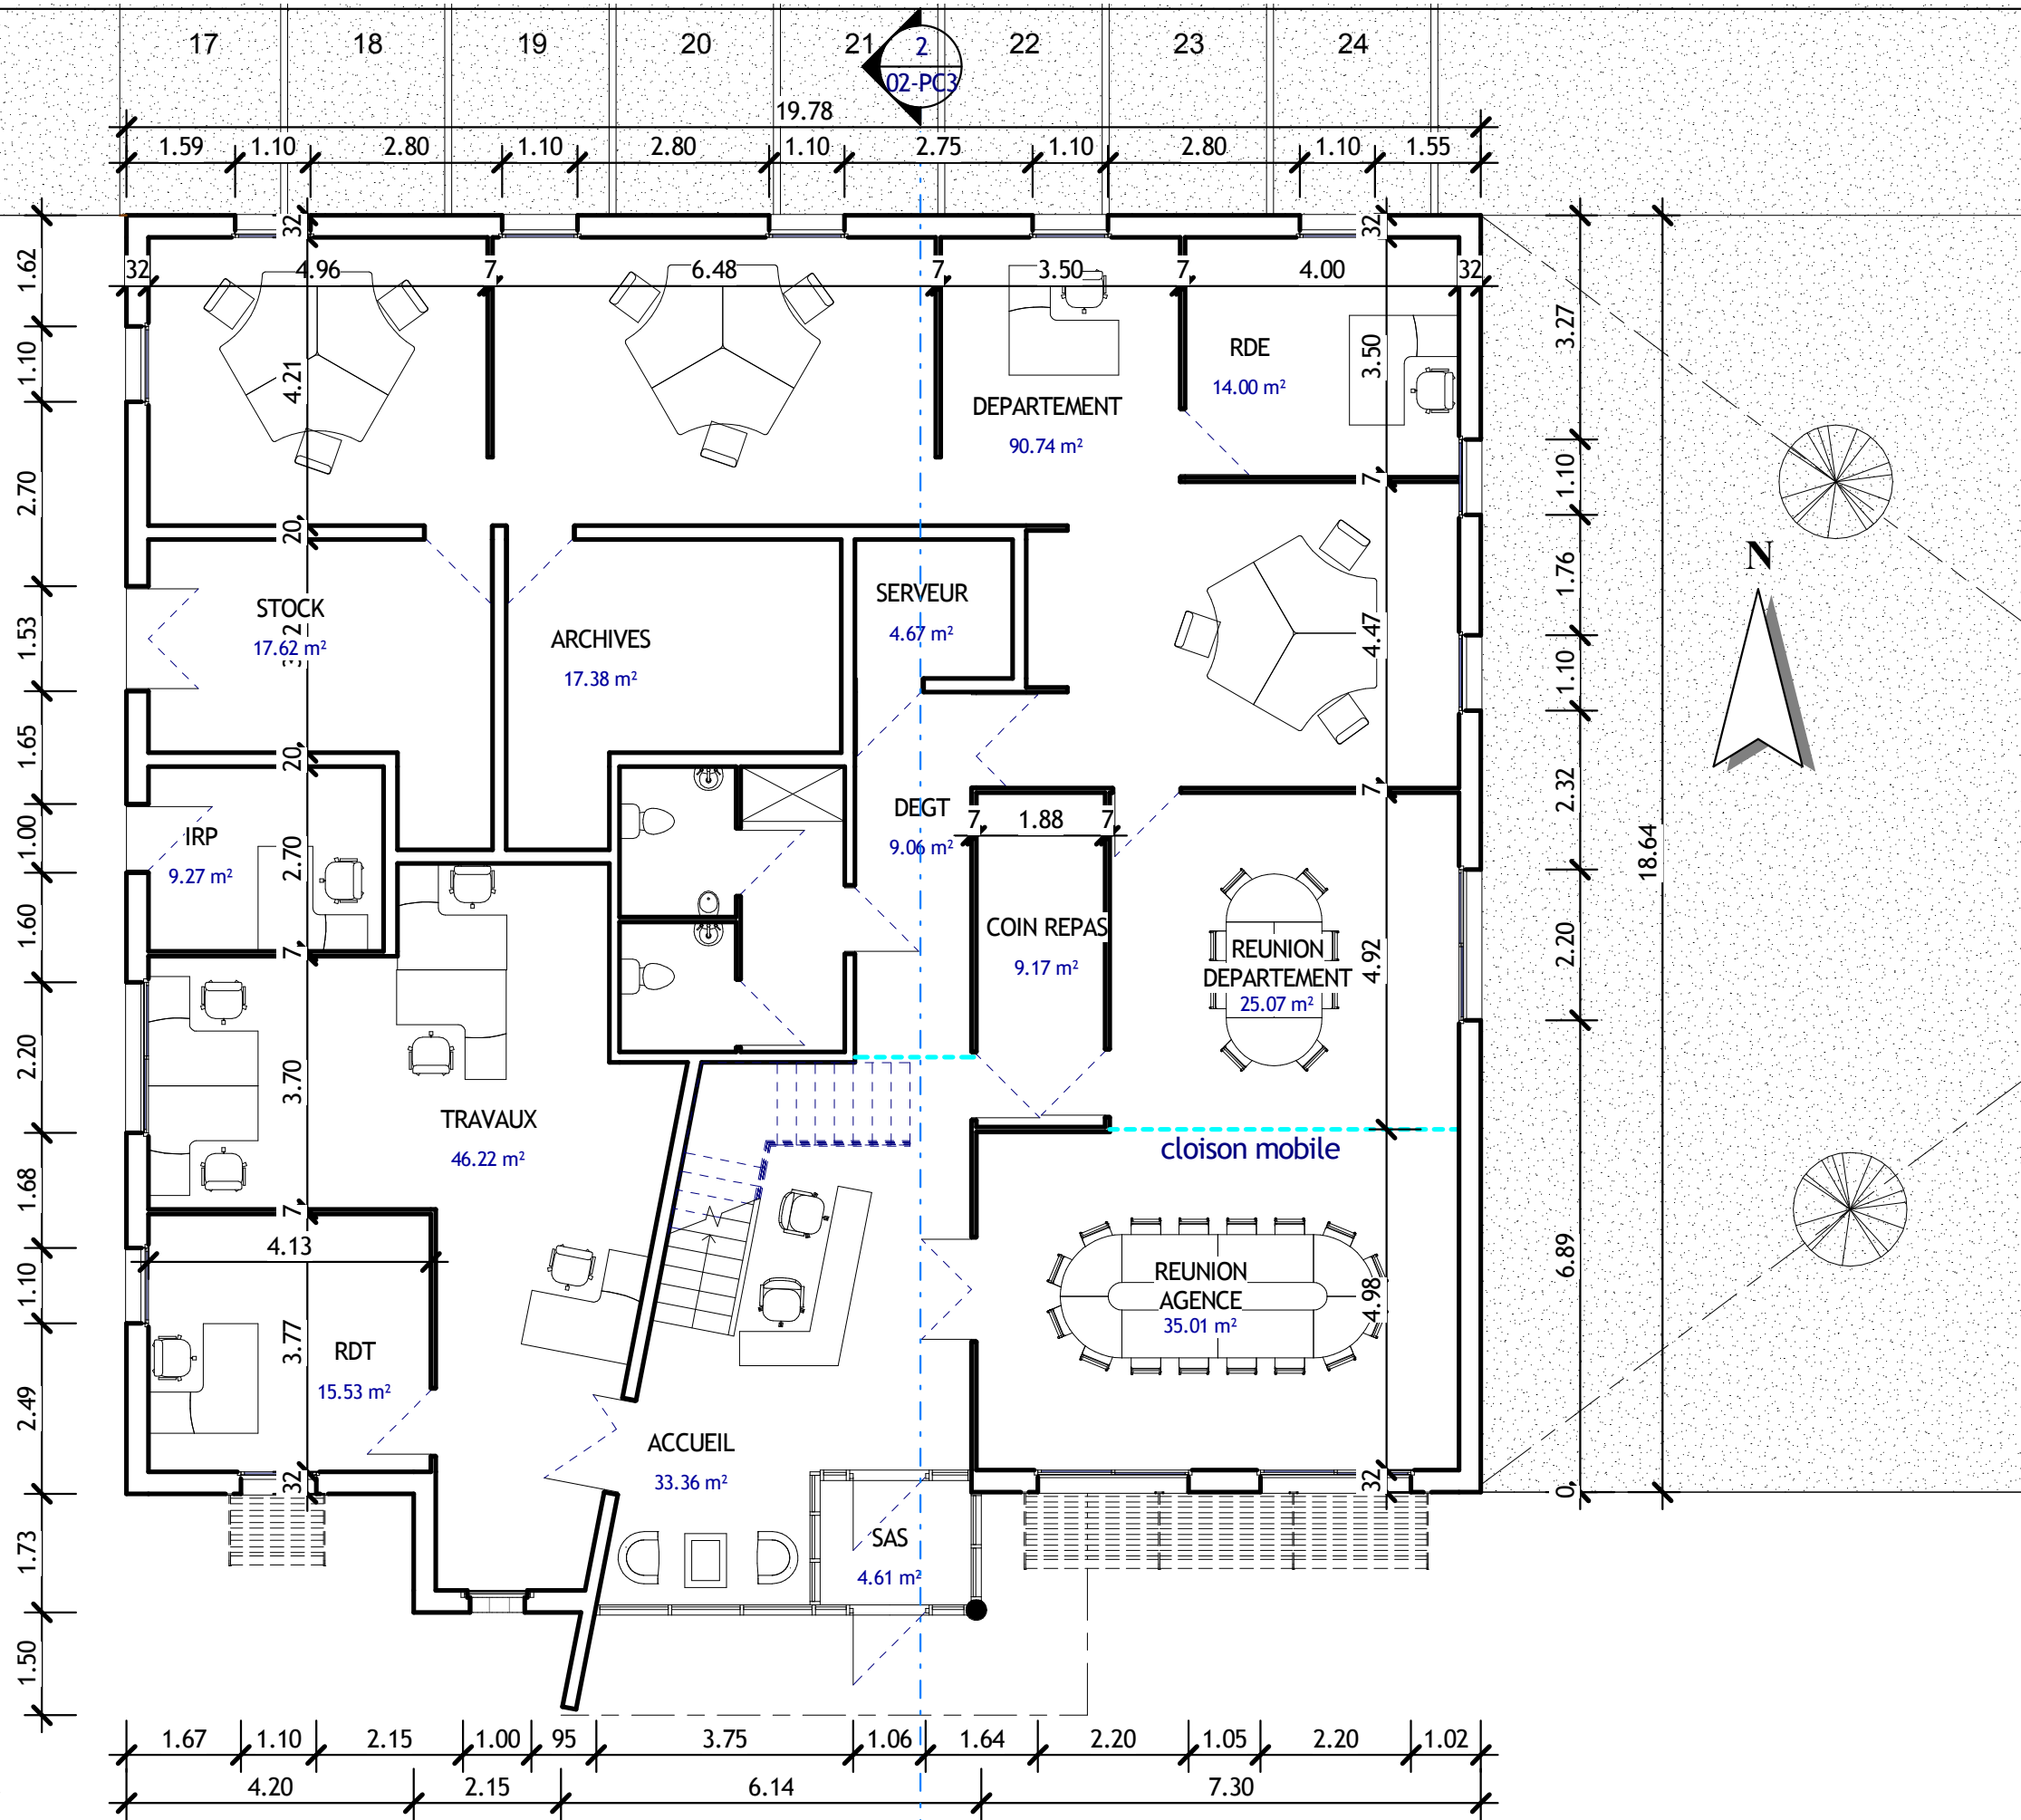 17 18 19 20 21 22 23 24
2
02-PC3
19.78
1.59 1.10 2.80 1.10 2.80 1.10 2.75 1.10 2.80 1.10 1.55
32 32
32 4.96 7 6.48 7 3.50 7 4.00 32
1.62
1.10
2.70
1.53
1.65
1.00
1.60
2.20
1.68
1.10
2.49
1.73
1.50
4.21
20
20
2.70
7
3.70
7
4.13
3.77
32
RDE
14.00 m²
DEPARTEMENT
90.74 m²
STOCK
17.62 m²
ARCHIVES
17.38 m²
SERVEUR
4.67 m²
IRP
9.27 m²
DEGT
9.06 m²
7 1.88 7
COIN REPAS
9.17 m²
REUNION
DEPARTEMENT
25.07 m²
TRAVAUX
46.22 m²
cloison mobile
REUNION
AGENCE
35.01 m²
RDT
15.53 m²
ACCUEIL
33.36 m²
SAS
4.61 m²
3.50
7
4.47
7
4.92
4.98
32
3.27
1.10
1.76
1.10
2.32
2.20
6.89
0
18.64
N
1.67 1.10 2.15 1.00 95 3.75 1.06 1.64 2.20 1.05 2.20 1.02
4.20 2.15 6.14 7.30